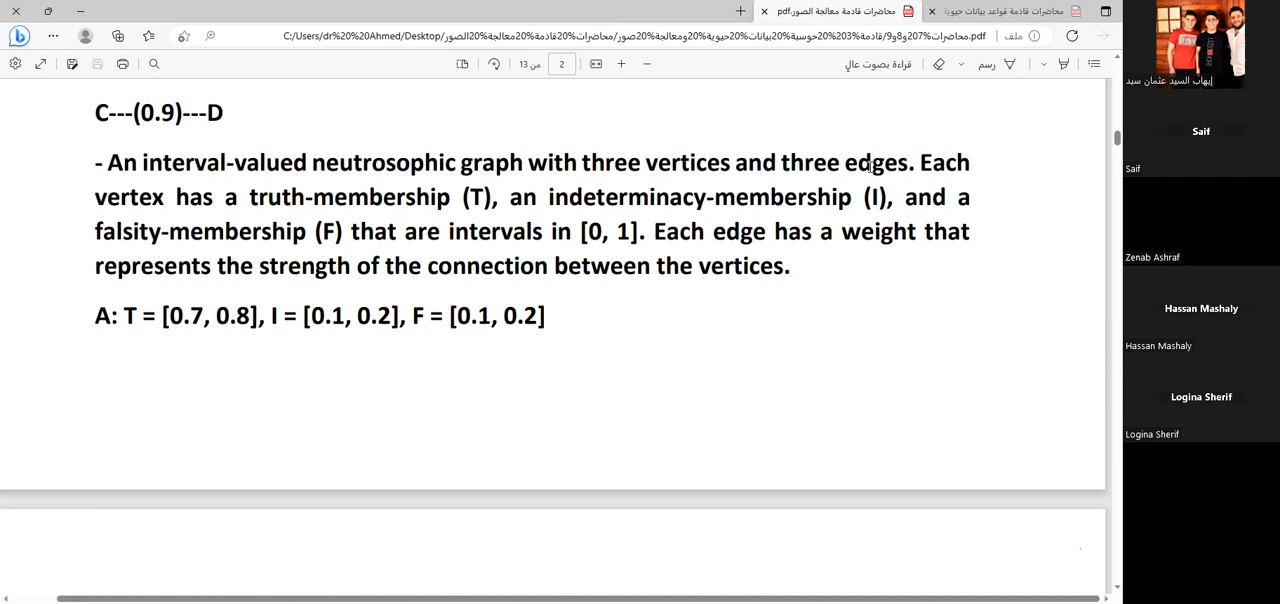 محاضرات قادمة معالجة الصور.pdf
محاضرات قادمة قواعد بيانات حيوية
C:/Users/dr%20%20Ahmed/Desktop/محاضرات%20قادمة%20معالجة%20الصور/محاضرات%207و8و9/قادمة%203%20حوسبة%20بيانات%20حيوية%20ومعالجة%20صور.pdf
ملف
13 من
2
رسم
قراءة بصوت عالٍ
C---(0.9)---D
- An interval-valued neutrosophic graph with three vertices and three edges. Each
vertex has a truth-membership (T), an indeterminacy-membership (I), and a
falsity-membership (F) that are intervals in [0, 1]. Each edge has a weight that
represents the strength of the connection between the vertices.
A: T = [0.7, 0.8], I = [0.1, 0.2], F = [0.1, 0.2]
إيهاب السيد عثمان سيد
Saif
Saif
Zenab Ashraf
Hassan Mashaly
Hassan Mashaly
Logina Sherif
Logina Sherif